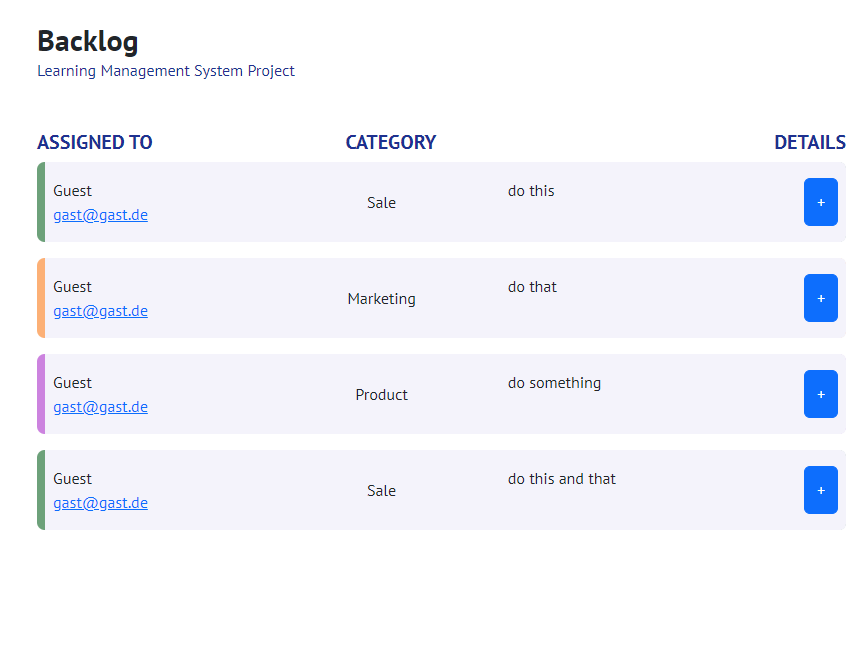 Backlog
Learning Management System Project
ASSIGNED TO CATEGORY DETAILS
Guest
gast@gast.de
Sale
do this
+
Guest
gast@gast.de
Marketing
do that
+
Guest
gast@gast.de
Product
do something
+
Guest
gast@gast.de
Sale
do this and that
+